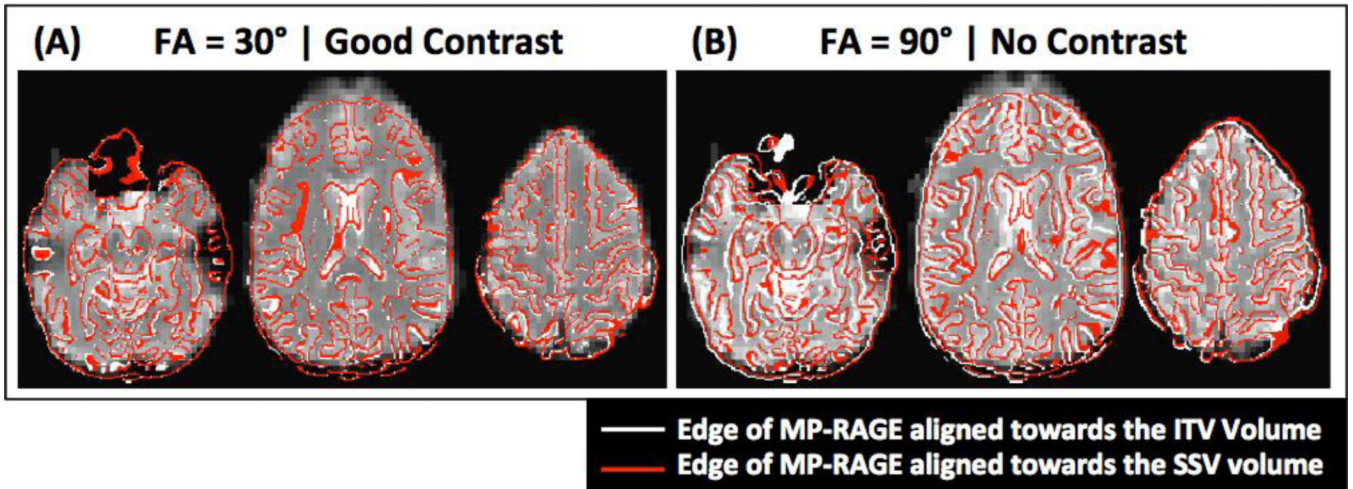 (A) FA = 30° | Good Contrast
(B) FA = 90° | No Contrast
Edge of MP-RAGE aligned towards the ITV Volume
Edge of MP-RAGE aligned towards the SSV volume